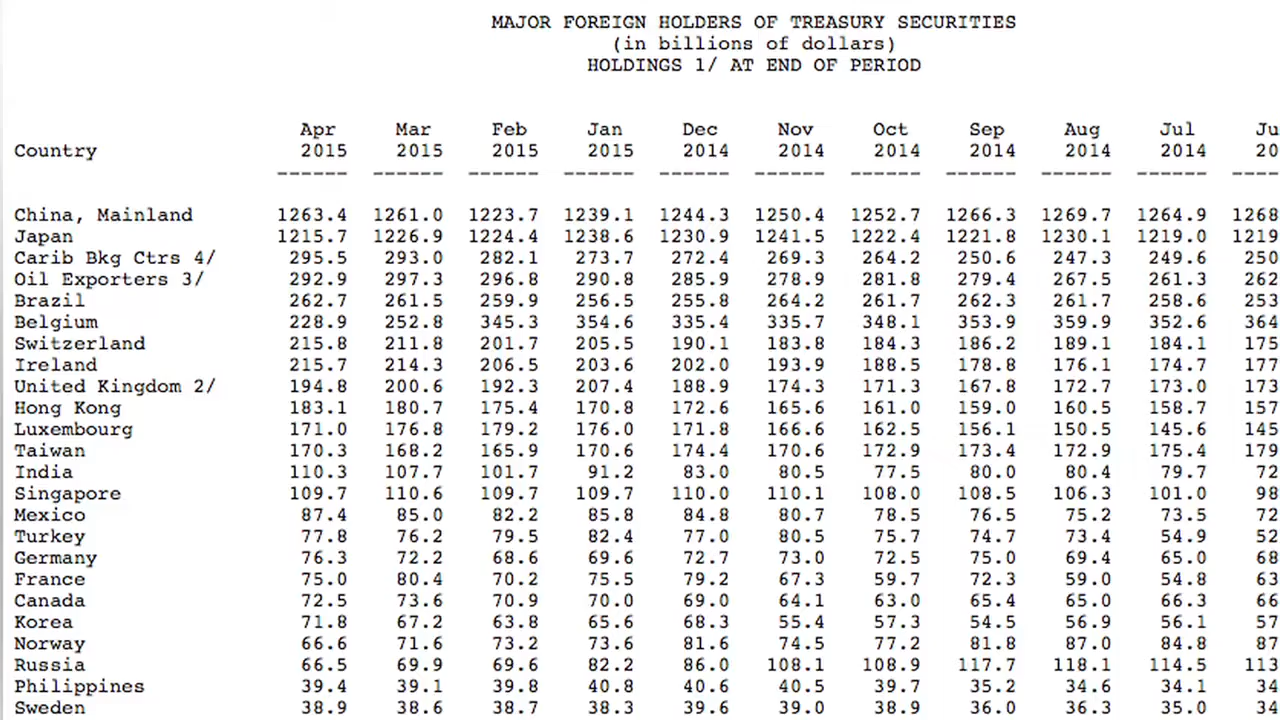 MAJOR FOREIGN HOLDERS OF TREASURY SECURITIES
(in billions of dollars)
HOLDINGS 1/ AT END OF PERIOD
Apr Mar Feb Jan Dec Nov Oct Sep Aug Jul Ju
Country 2015 2015 2015 2015 2014 2014 2014 2014 2014 2014 20
------ ------ ------ ------ ------ ------ ------ ------ ------ ------ ----
China, Mainland 1263.4 1261.0 1223.7 1239.1 1244.3 1250.4 1252.7 1266.3 1269.7 1264.9 1268
Japan 1215.7 1226.9 1224.4 1238.6 1230.9 1241.5 1222.4 1221.8 1230.1 1219.0 1219
Carib Bkg Ctrs 4/ 295.5 293.0 282.1 273.7 272.4 269.3 264.2 250.6 247.3 249.6 250
Oil Exporters 3/ 292.9 297.3 296.8 290.8 285.9 278.9 281.8 279.4 267.5 261.3 262
Brazil 262.7 261.5 259.9 256.5 255.8 264.2 261.7 262.3 261.7 258.6 253
Belgium 228.9 252.8 345.3 354.6 335.4 335.7 348.1 353.9 359.9 352.6 364
Switzerland 215.8 211.8 201.7 205.5 190.1 183.8 184.3 186.2 189.1 184.1 175
Ireland 215.7 214.3 206.5 203.6 202.0 193.9 188.5 178.8 176.1 174.7 177
United Kingdom 2/ 194.8 200.6 192.3 207.4 188.9 174.3 171.3 167.8 172.7 173.0 173
Hong Kong 183.1 180.7 175.4 170.8 172.6 165.6 161.0 159.0 160.5 158.7 157
Luxembourg 171.0 176.8 179.2 176.0 171.8 166.6 162.5 156.1 150.5 145.6 145
Taiwan 170.3 168.2 165.9 170.6 174.4 170.6 172.9 173.4 172.9 175.4 179
India 110.3 107.7 101.7 91.2 83.0 80.5 77.5 80.0 80.4 79.7 72
Singapore 109.7 110.6 109.7 109.7 110.0 110.1 108.0 108.5 106.3 101.0 98
Mexico 87.4 85.0 82.2 85.8 84.8 80.7 78.5 76.5 75.2 73.5 72
Turkey 77.8 76.2 79.5 82.4 77.0 80.5 75.7 74.7 73.4 54.9 52
Germany 76.3 72.2 68.6 69.6 72.7 73.0 72.5 75.0 69.4 65.0 68
France 75.0 80.4 70.2 75.5 79.2 67.3 59.7 72.3 59.0 54.8 63
Canada 72.5 73.6 70.9 70.0 69.0 64.1 63.0 65.4 65.0 66.3 66
Korea 71.8 67.2 63.8 65.6 68.3 55.4 57.3 54.5 56.9 56.1 57
Norway 66.6 71.6 73.2 73.6 81.6 74.5 77.2 81.8 87.0 84.8 87
Russia 66.5 69.9 69.6 82.2 86.0 108.1 108.9 117.7 118.1 114.5 113
Philippines 39.4 39.1 39.8 40.8 40.6 40.5 39.7 35.2 34.6 34.1 34
Sweden 38.9 38.6 38.7 38.3 39.6 39.0 38.9 36.0 36.3 35.0 34